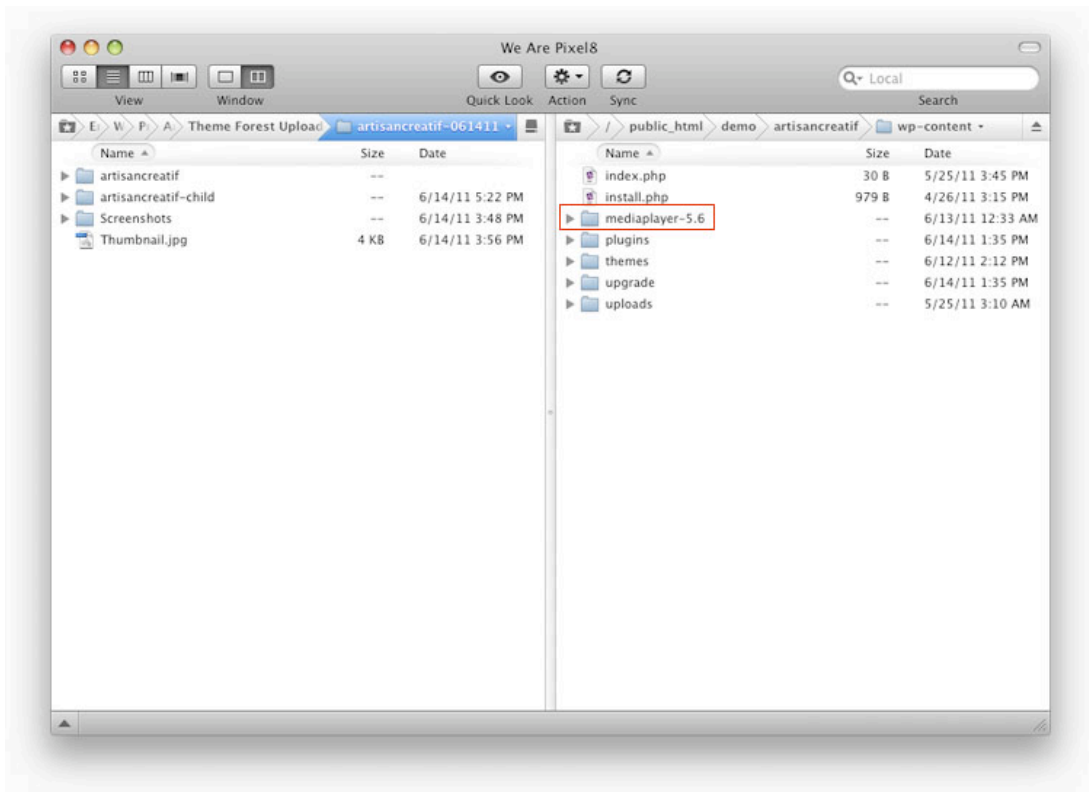 We Are Pixel8
Local
View Window Quick Look Action Sync Search
E W P A Theme Forest Upload artisancreatif-061411
Name Size Date
artisancreatif --
artisancreatif-child -- 6/14/11 5:22 PM
Screenshots -- 6/14/11 3:48 PM
Thumbnail.jpg 4 KB 6/14/11 3:56 PM
/ public_html demo artisancreatif wp-content
Name Size Date
index.php 30 B 5/25/11 3:45 PM
install.php 979 B 4/26/11 3:15 PM
mediaplayer-5.6 -- 6/13/11 12:33 AM
plugins -- 6/14/11 1:35 PM
themes -- 6/12/11 2:12 PM
upgrade -- 6/14/11 1:35 PM
uploads -- 5/25/11 3:10 AM